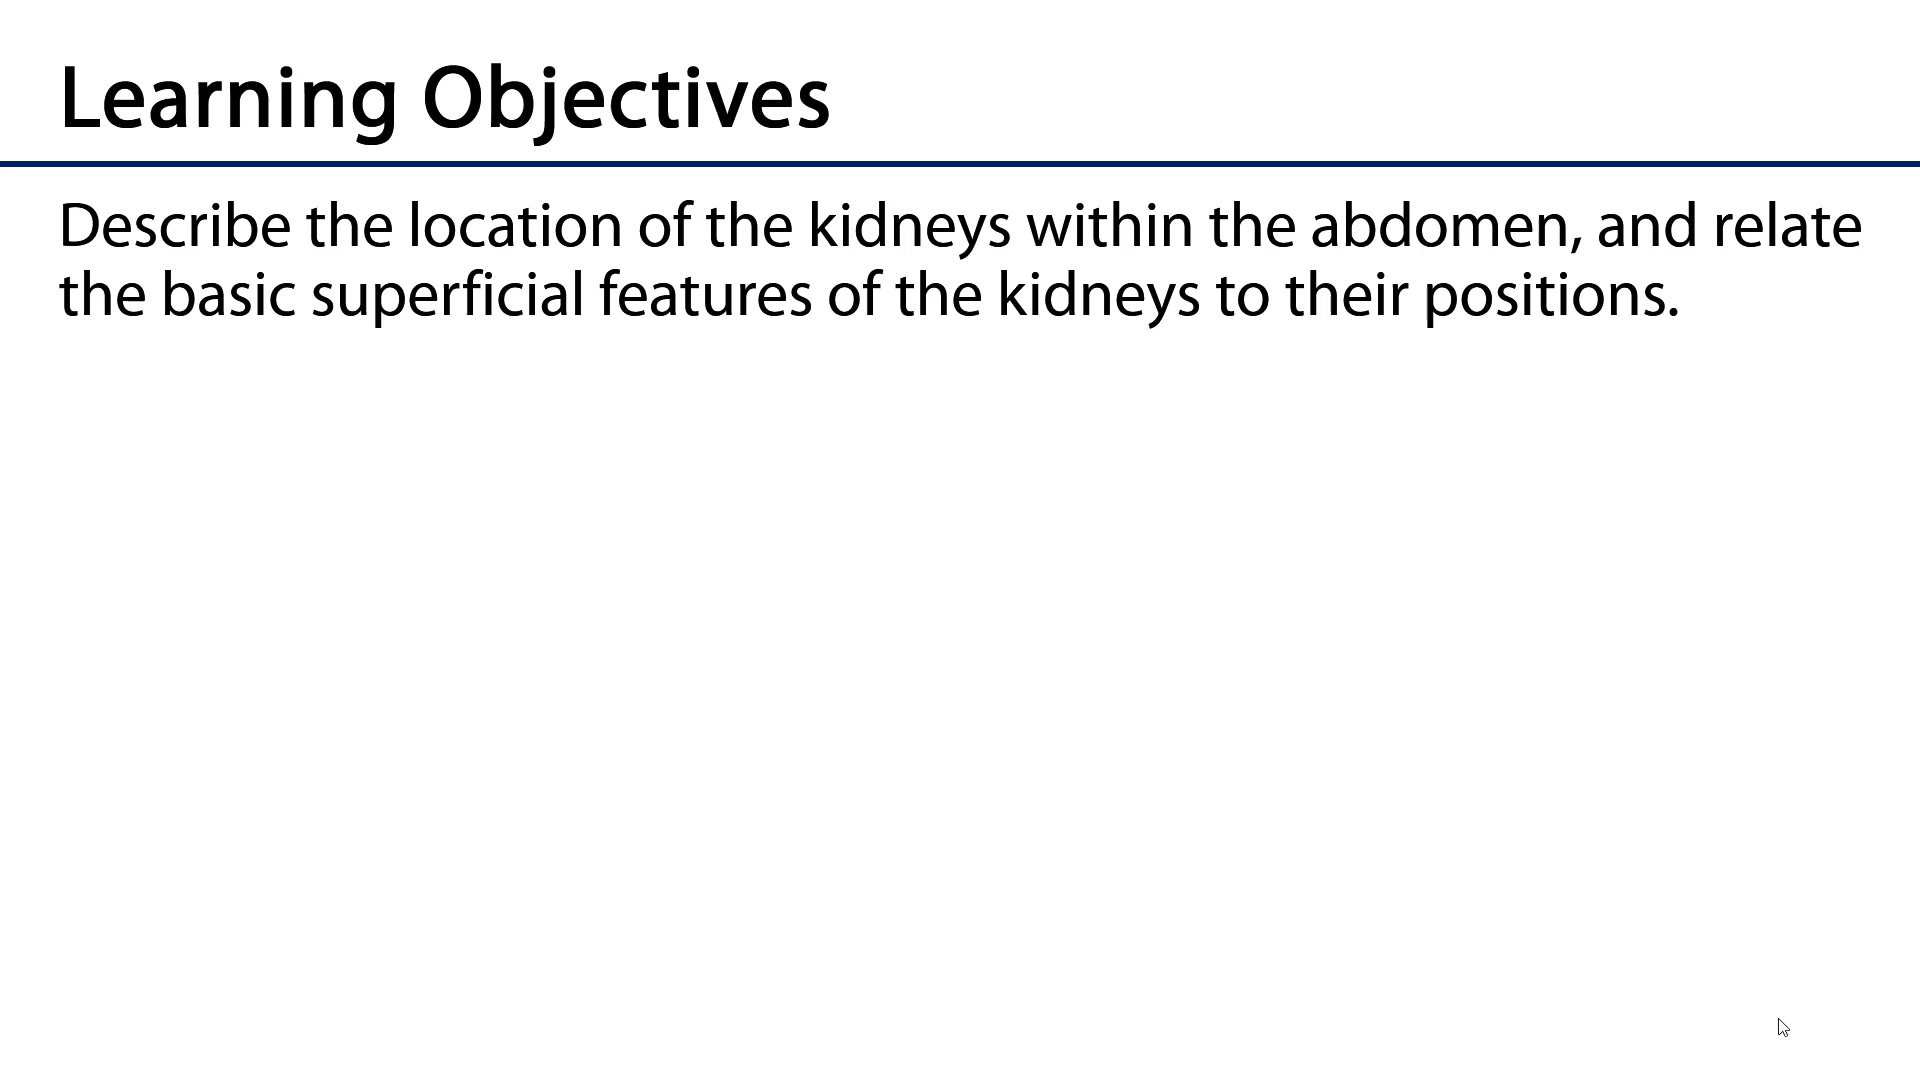 Learning Objectives
Describe the location of the kidneys within the abdomen, and relate
the basic superficial features of the kidneys to their positions.